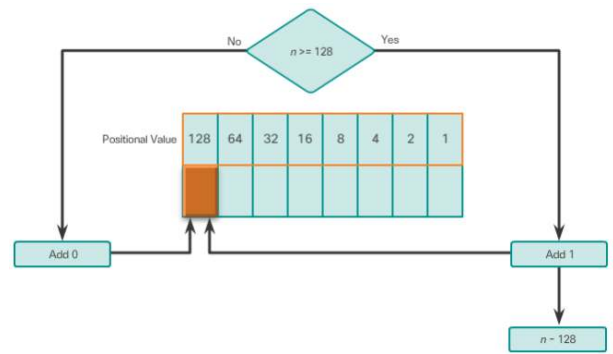 No
Yes
n >= 128
Positional Value 128 64 32 16 8 4 2 1
Add 0
Add 1
n - 128